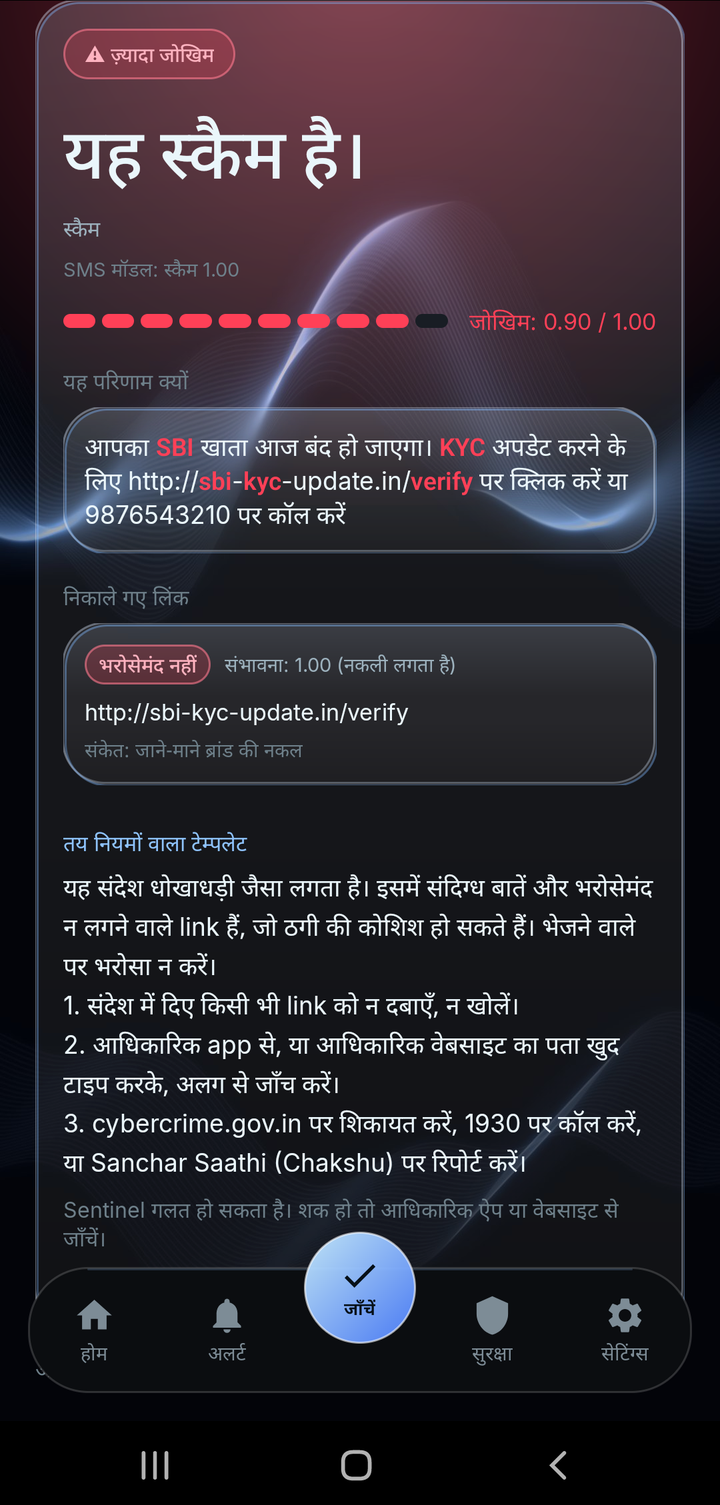 ⚠ ज़्यादा जोखिम
यह स्कैम है।
स्कैम
SMS मॉडल: स्कैम 1.00
जोखिम: 0.90 / 1.00
यह परिणाम क्यों
आपका SBI खाता आज बंद हो जाएगा। KYC अपडेट करने के
लिए http://sbi-kyc-update.in/verify पर क्लिक करें या
9876543210 पर कॉल करें
निकाले गए लिंक
भरोसेमंद नहीं संभावना: 1.00 (नकली लगता है)
http://sbi-kyc-update.in/verify
संकेत: जाने-माने ब्रांड की नकल
तय नियमों वाला टेम्पलेट
यह संदेश धोखाधड़ी जैसा लगता है। इसमें संदिग्ध बातें और भरोसेमंद
न लगने वाले link हैं, जो ठगी की कोशिश हो सकते हैं। भेजने वाले
पर भरोसा न करें।
1. संदेश में दिए किसी भी link को न दबाएँ, न खोलें।
2. आधिकारिक app से, या आधिकारिक वेबसाइट का पता खुद
टाइप करके, अलग से जाँच करें।
3. cybercrime.gov.in पर शिकायत करें, 1930 पर कॉल करें,
या Sanchar Saathi (Chakshu) पर रिपोर्ट करें।
Sentinel गलत हो सकता है। शक हो तो आधिकारिक ऐप या वेबसाइट से
जाँचें।
होम अलर्ट जाँचें सुरक्षा सेटिंग्स